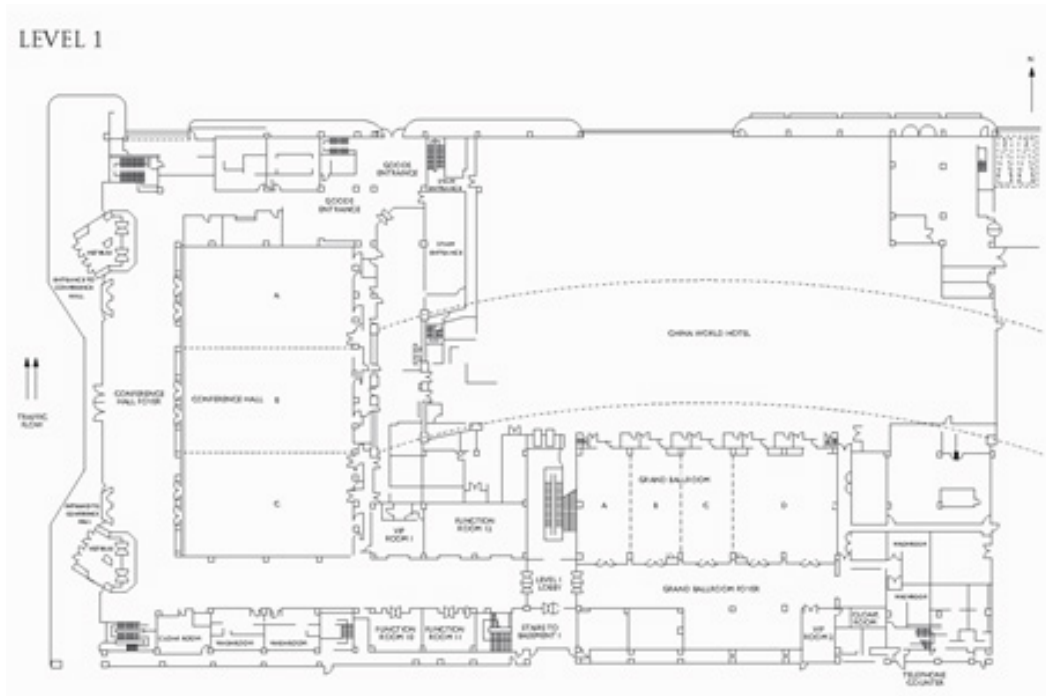 LEVEL 1
N
GOODS
ENTRANCE
GOODS
ENTRANCE
ENTRANCE
ENTRANCE
ENTRANCE TO
CONFERENCE
HALL
A
CHINA WORLD HOTEL
TRAFFIC
FLOW
CONFERENCE
HALL FOYER
CONFERENCE HALL B
GRAND BALLROOM
A B C D
C
ENTRANCE TO
CONFERENCE
HALL
VIP
ROOM 1
FUNCTION
ROOM 12
WASHROOM
LEVEL 1
LOBBY
GRAND BALLROOM FOYER
WASHROOM
CLOAK ROOM
WASHROOM
WASHROOM
FUNCTION
ROOM 10
FUNCTION
ROOM 11
STAIRS TO
BASEMENT 1
VIP
ROOM 2
CLOAK
ROOM
TELEPHONE
COUNTER